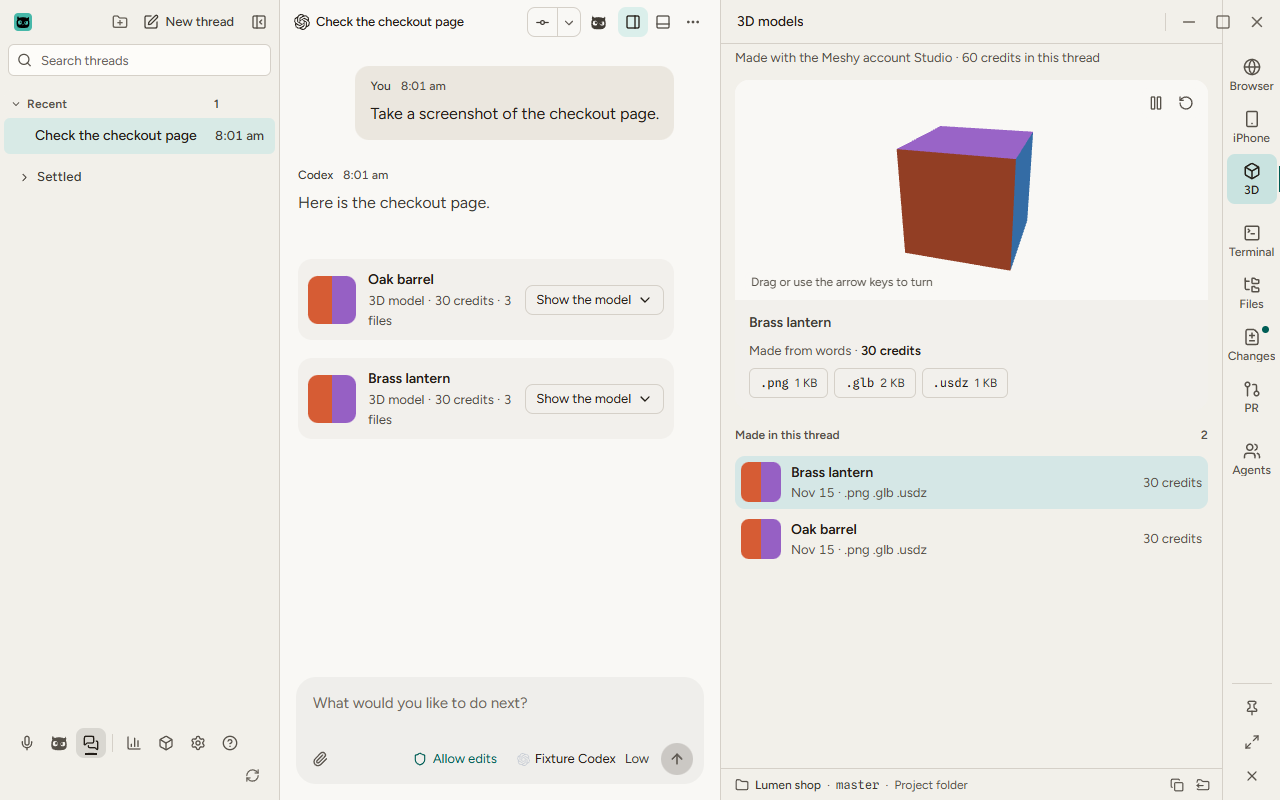 New thread
Search threads
Recent 1
Check the checkout page 8:01 am
Settled
Check the checkout page
You 8:01 am
Take a screenshot of the checkout page.
Codex 8:01 am
Here is the checkout page.
Oak barrel
3D model · 30 credits · 3
files
Show the model
Brass lantern
3D model · 30 credits · 3
files
Show the model
What would you like to do next?
Allow edits
Fixture Codex Low
3D models
Made with the Meshy account Studio · 60 credits in this thread
Drag or use the arrow keys to turn
Brass lantern
Made from words · 30 credits
.png 1 KB
.glb 2 KB
.usdz 1 KB
Made in this thread 2
Brass lantern
Nov 15 · .png .glb .usdz
30 credits
Oak barrel
Nov 15 · .png .glb .usdz
30 credits
Lumen shop · master · Project folder
Browser
iPhone
3D
Terminal
Files
Changes
PR
Agents